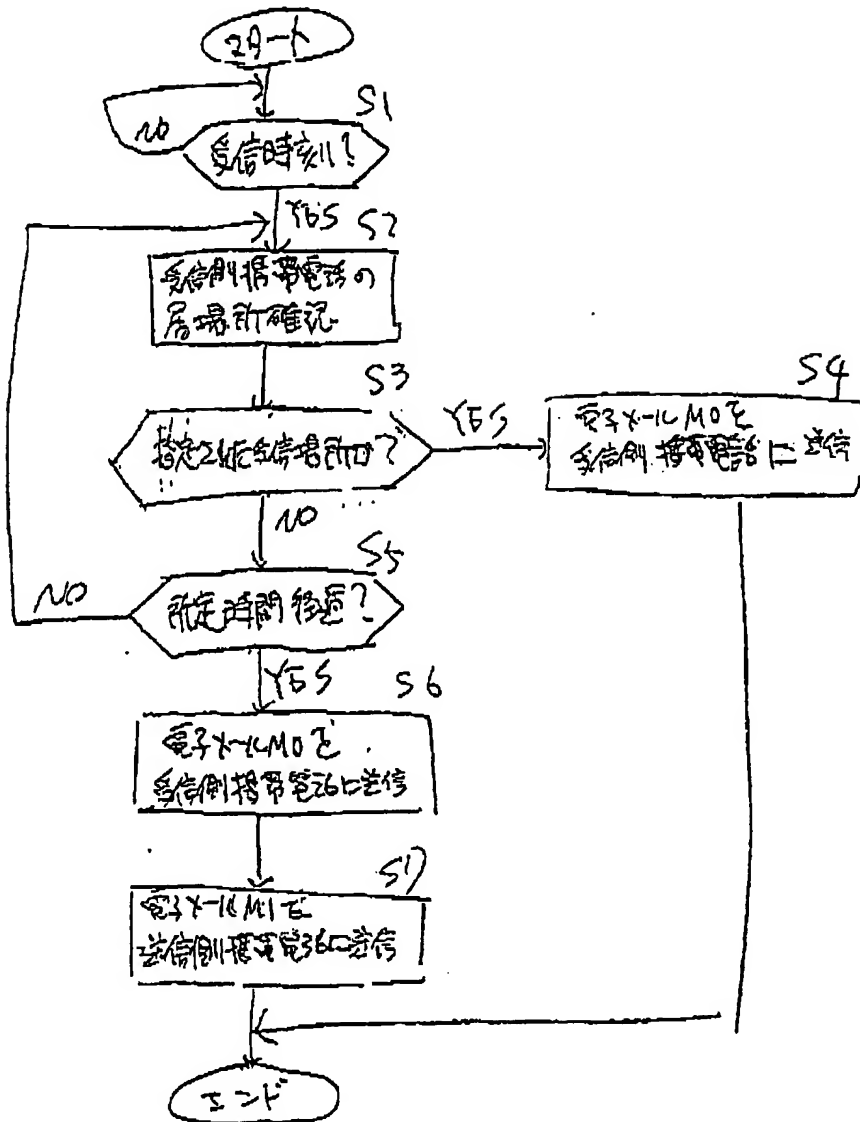 スタート
NO
S1
受信時刻?
YES
S2
受信側携帯電話の
居場所確認
S3
指定された受信場所か?
YES
S4
電子メールM0を
受信側携帯電話に送信
NO
S5
NO
所定時間経過?
YES
S6
電子メールM0を
受信側携帯電話に送信
S7
電子メールM1を
送信側携帯電話に送信
エンド